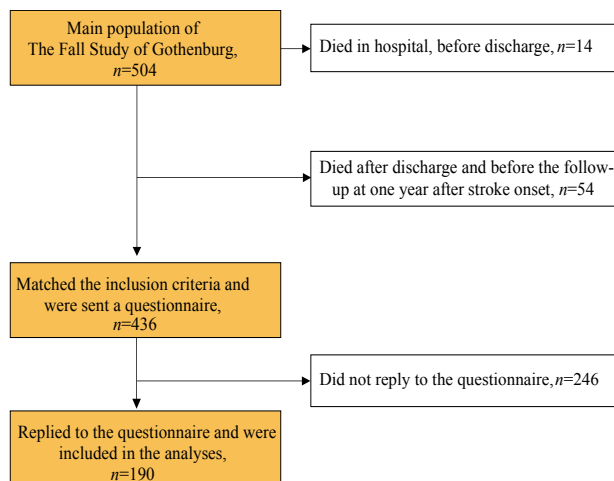 Main population of
The Fall Study of Gothenburg,
n=504
Died in hospital, before discharge, n=14
Died after discharge and before the follow-
up at one year after stroke onset, n=54
Matched the inclusion criteria and
were sent a questionnaire,
n=436
Did not reply to the questionnaire, n=246
Replied to the questionnaire and were
included in the analyses,
n=190